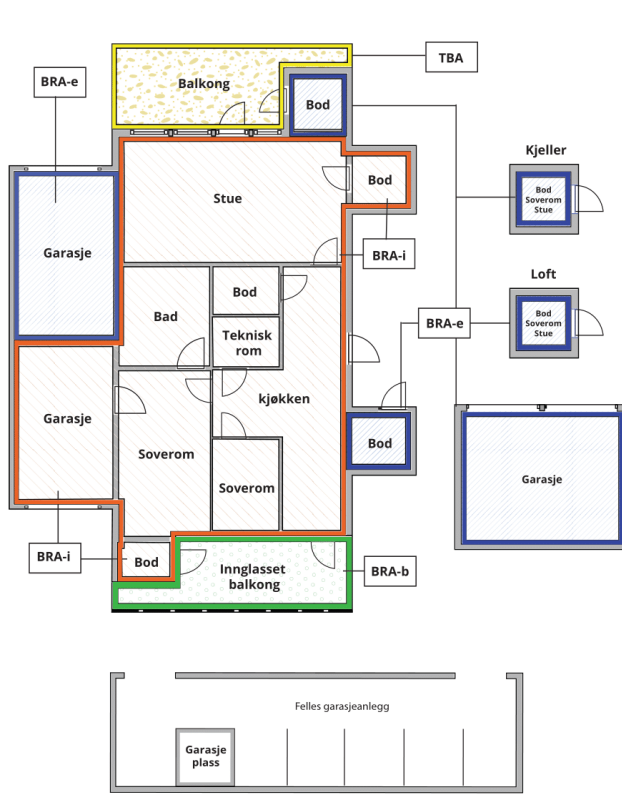 TBA
BRA-e
Balkong
Bod
Kjeller
Bod
Stue
Bod
Soverom
Stue
Garasje
BRA-i
Loft
Bod
Bad
Teknisk
rom
BRA-e
Bod
Soverom
Stue
kjøkken
Garasje
Bod
Soverom
Garasje
Soverom
BRA-i
Bod
Innglasset
balkong
BRA-b
Felles garasjeanlegg
Garasje
plass